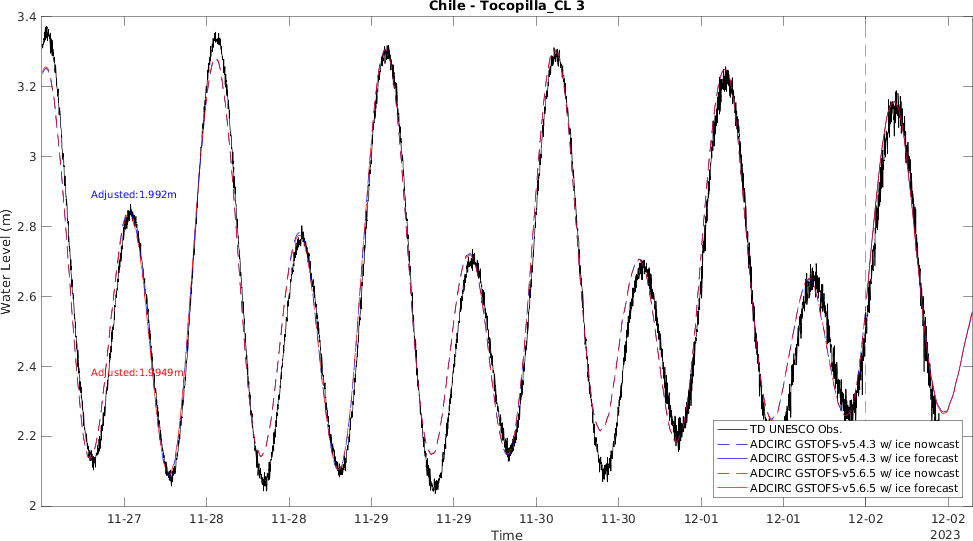 Chile - Tocopilla_CL 3
3.4
3.2
3
2.8
2.6
2.4
2.2
2
Water Level (m)
Adjusted:1.992m
Adjusted:1.9949m
TD UNESCO Obs.
ADCIRC GSTOFS-v5.4.3 w/ ice nowcast
ADCIRC GSTOFS-v5.4.3 w/ ice forecast
ADCIRC GSTOFS-v5.6.5 w/ ice nowcast
ADCIRC GSTOFS-v5.6.5 w/ ice forecast
11-27 11-28 11-28 11-29 11-29 11-30 11-30 12-01 12-01 12-02 12-02
2023
Time